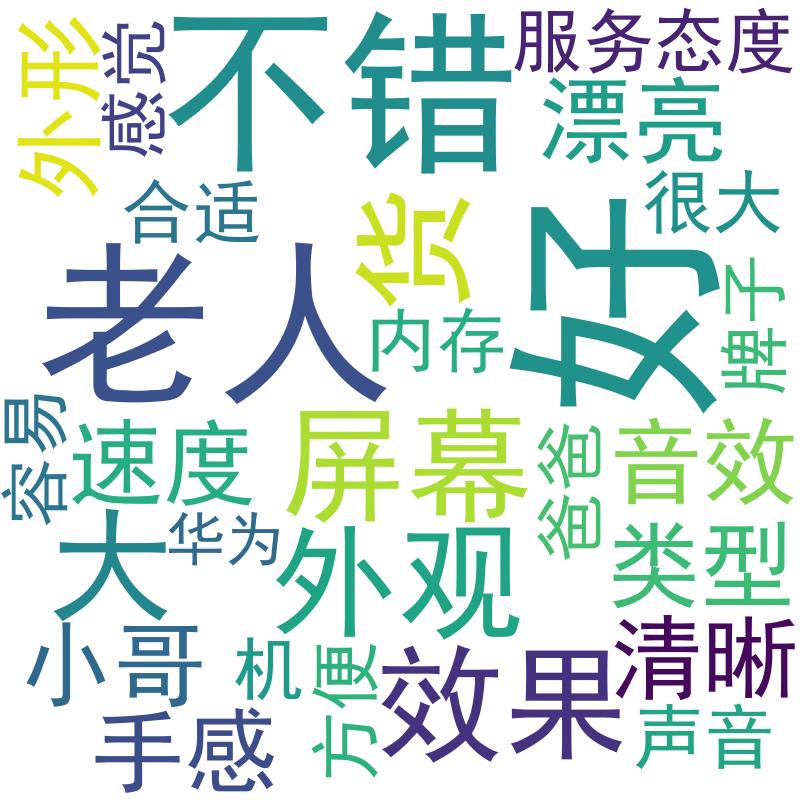 服务态度
不错
外形
感觉
漂亮
合适
很大
货
好
老人
内存
牌子
容易
速度
屏幕
爸爸
音效
大
华为
外观
类型
小哥
机
方便
效果
清晰
手感
声音